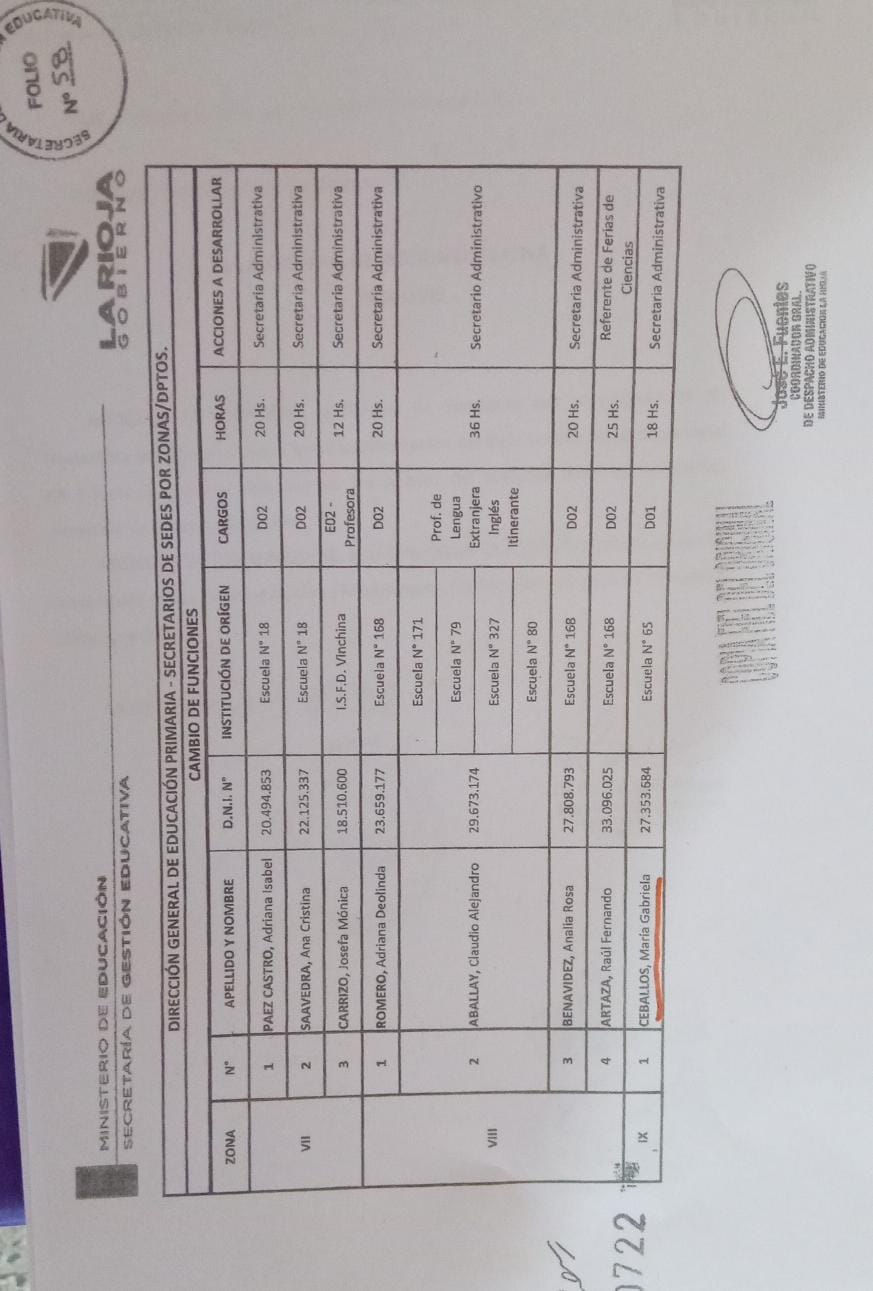 SECRETARIA DE
EDUCATIVA
FOLIO
N° 58
MINISTERIO DE EDUCACIÓN
SECRETARÍA DE GESTIÓN EDUCATIVA
LA RIOJA
GOBIERNO
DIRECCIÓN GENERAL DE EDUCACIÓN PRIMARIA - SECRETARIOS DE SEDES POR ZONAS/DPTOS.
CAMBIO DE FUNCIONES
ZONA N° APELLIDO Y NOMBRE D.N.I. N° INSTITUCIÓN DE ORÍGEN CARGOS HORAS ACCIONES A DESARROLLAR
VII
1 PAEZ CASTRO, Adriana Isabel 20.494.853 Escuela N° 18 D02 20 Hs. Secretaria Administrativa
2 SAAVEDRA, Ana Cristina 22.125.337 Escuela N° 18 D02 20 Hs. Secretaria Administrativa
3 CARRIZO, Josefa Mónica 18.510.600 I.S.F.D. Vinchina E02 - Profesora 12 Hs. Secretaria Administrativa
VIII
1 ROMERO, Adriana Deolinda 23.659.177 Escuela N° 168 D02 20 Hs. Secretaria Administrativa
2 ABALLAY, Claudio Alejandro 29.673.174
Escuela N° 171
Escuela N° 79
Escuela N° 327
Escuela N° 80
Prof. de
Lengua
Extranjera
Inglés
Itinerante
36 Hs. Secretario Administrativo
3 BENAVIDEZ, Analia Rosa 27.808.793 Escuela N° 168 D02 20 Hs. Secretaria Administrativa
4 ARTAZA, Raúl Fernando 33.096.025 Escuela N° 168 D02 25 Hs. Referente de Ferias de
Ciencias
IX 1 CEBALLOS, María Gabriela 27.353.684 Escuela N° 65 D01 18 Hs. Secretaria Administrativa
0722
José E. Fuentes
COORDINADOR GRAL.
DE DESPACHO ADMINISTRATIVO
MINISTERIO DE EDUCACIÓN LA RIOJA